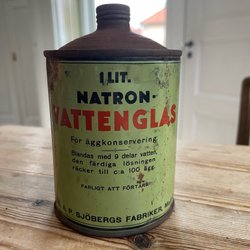 1 LIT.
NATRON-
VATTENGLAS
För äggkonservering
Blandas med 9 delar vatten,
den färdiga lösningen
räcker till c:a 100 ägg.
FARLIGT ATT FÖRTÄRA
P. SJÖBERGS FABRIKER,